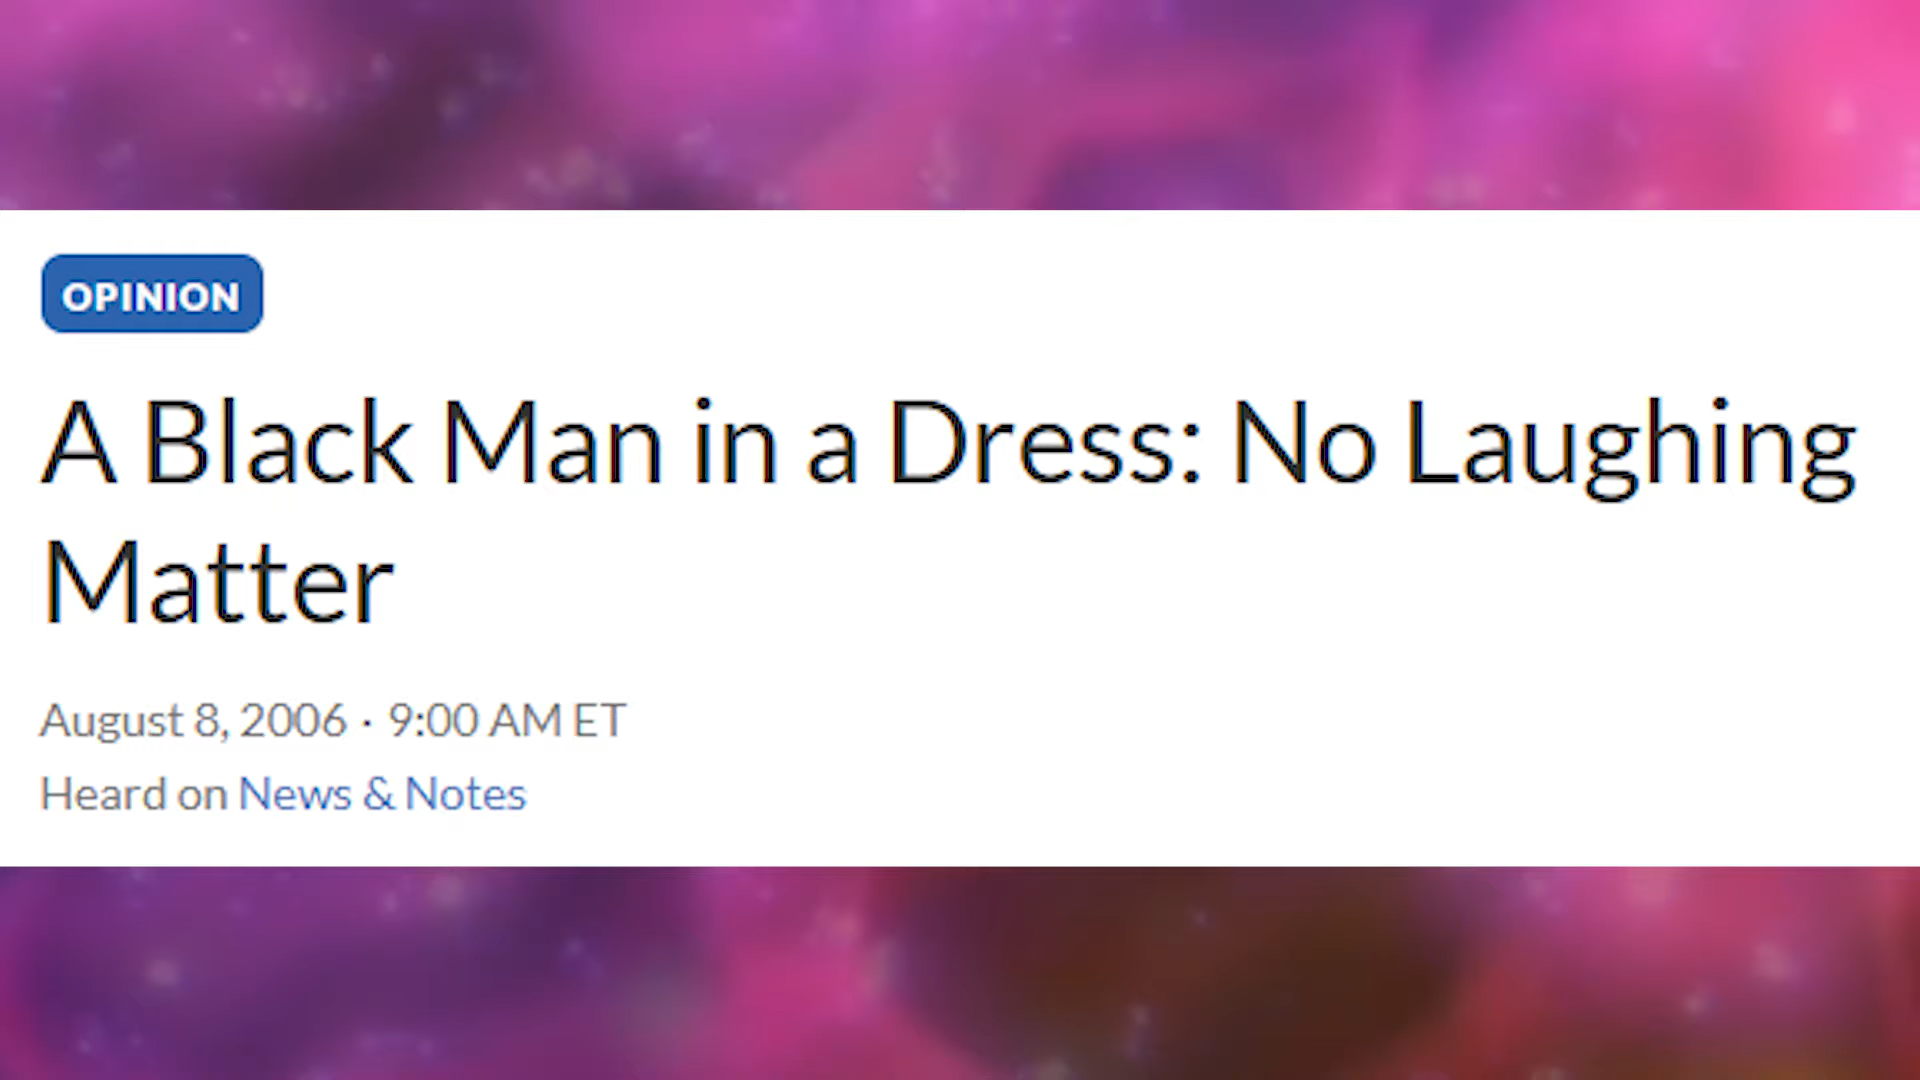 OPINION
A Black Man in a Dress: No Laughing
Matter
August 8, 2006 · 9:00 AM ET
Heard on News & Notes